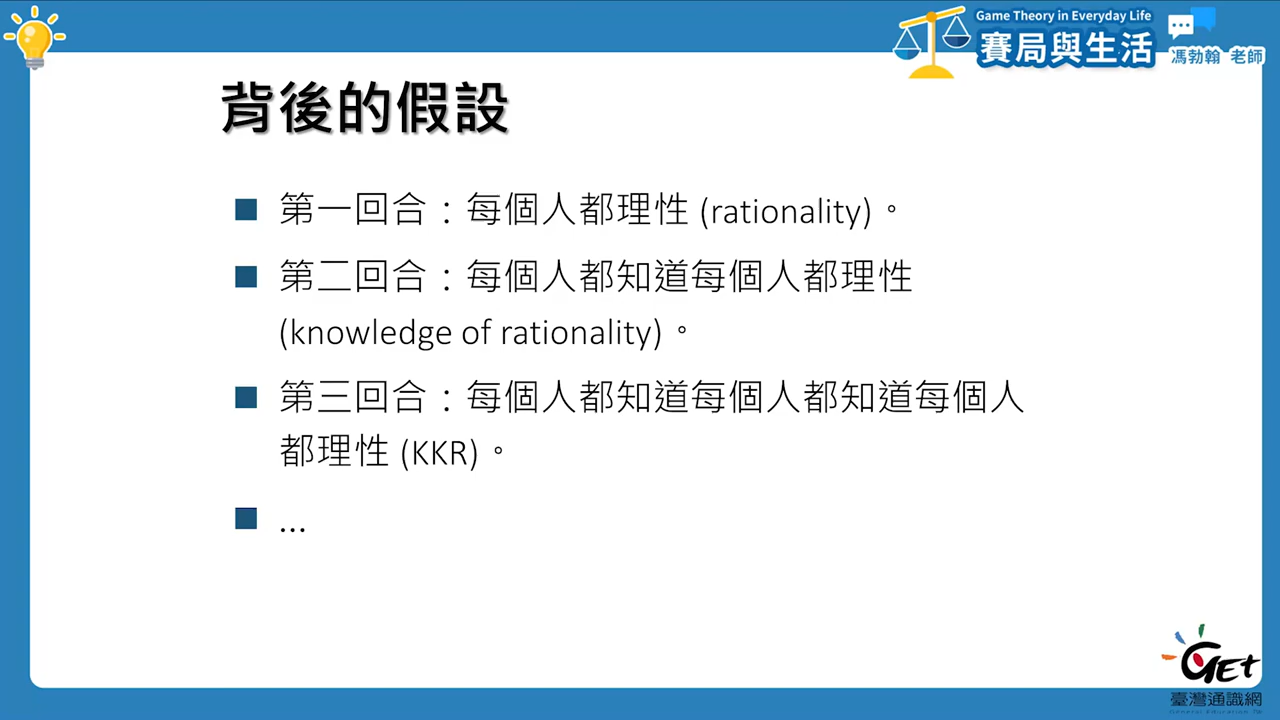 Game Theory in Everyday Life
賽局與生活
馮勃翰 老師
背後的假設
第一回合：每個人都理性 (rationality)。
第二回合：每個人都知道每個人都理性
(knowledge of rationality)。
第三回合：每個人都知道每個人都知道每個人
都理性 (KKR)。
...
GET
臺灣通識網